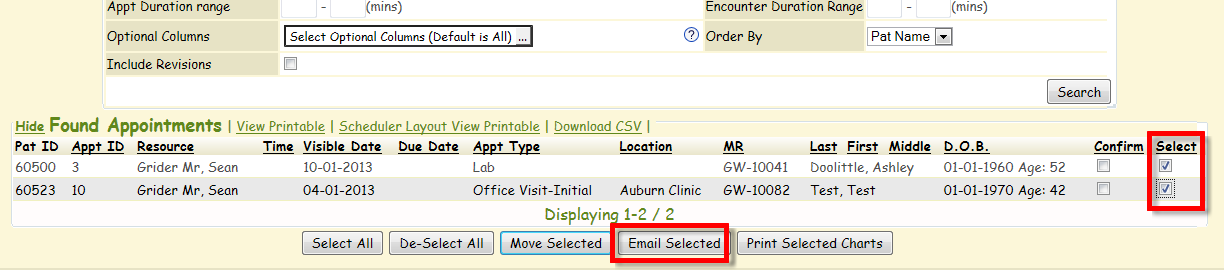 Appt Duration range - (mins) Encounter Duration Range - (mins)
Optional Columns Select Optional Columns (Default is All) ... ? Order By Pat Name
Include Revisions
Search
Hide Found Appointments | View Printable | Scheduler Layout View Printable | Download CSV |
Pat ID Appt ID Resource Time Visible Date Due Date Appt Type Location MR Last First Middle D.O.B. Confirm Select
60500 3 Grider Mr, Sean 10-01-2013 Lab GW-10041 Doolittle, Ashley 01-01-1960 Age: 52
60523 10 Grider Mr, Sean 04-01-2013 Office Visit-Initial Auburn Clinic GW-10082 Test, Test 01-01-1970 Age: 42
Displaying 1-2 / 2
Select All De-Select All Move Selected Email Selected Print Selected Charts